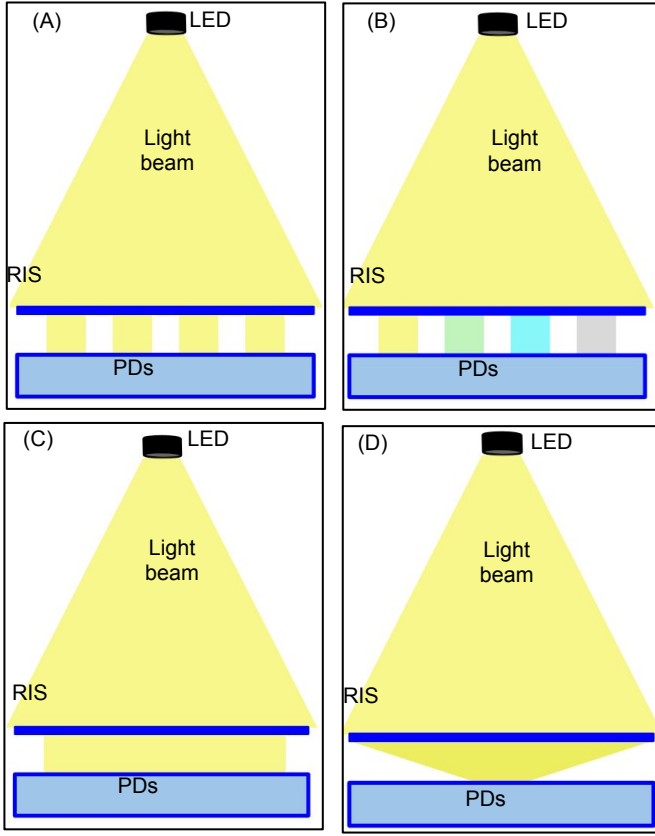 (A)
LED
Light
beam
RIS
PDs
(B)
LED
Light
beam
RIS
PDs
(C)
LED
Light
beam
RIS
PDs
(D)
LED
Light
beam
RIS
PDs